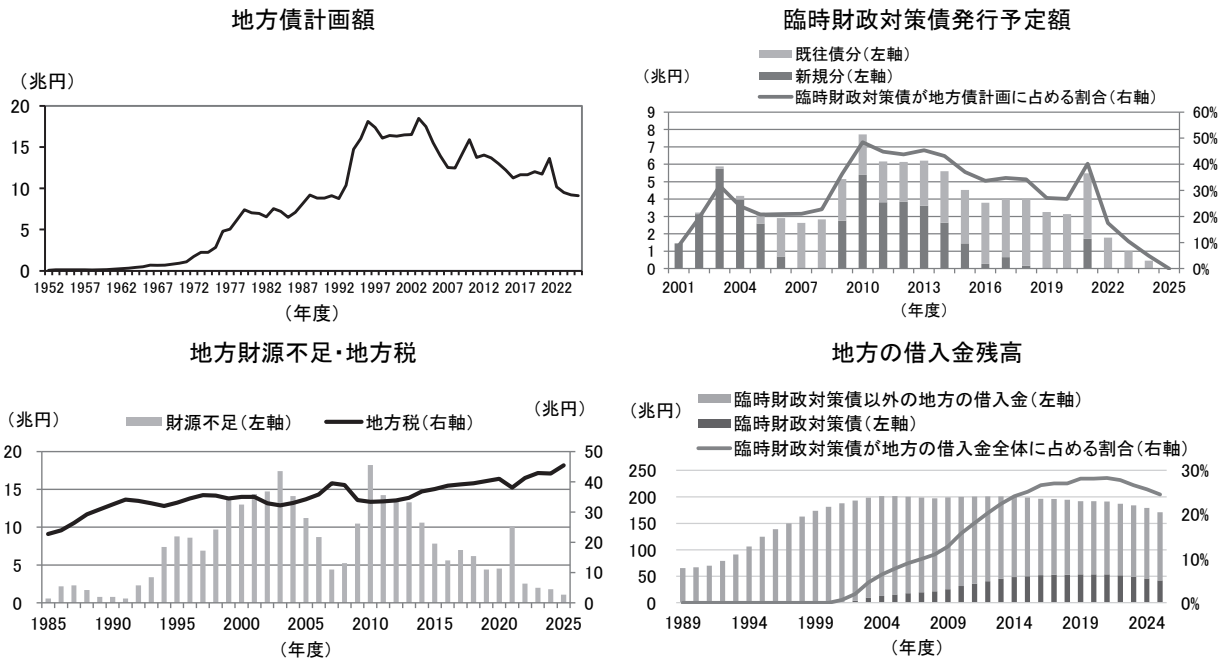 地方債計画額
(兆円)
20
15
10
5
0
1952 1957 1962 1967 1972 1977 1982 1987 1992 1997 2002 2007 2012 2017 2022
(年度)
臨時財政対策債発行予定額
(兆円)
既往債分(左軸)
新規分(左軸)
臨時財政対策債が地方債計画に占める割合(右軸)
9
8
7
6
5
4
3
2
1
0
60%
50%
40%
30%
20%
10%
0%
2001 2004 2007 2010 2013 2016 2019 2022 2025
(年度)
地方財源不足・地方税
(兆円)
財源不足(左軸) 地方税(右軸)
(兆円)
20
15
10
5
0
50
40
30
20
10
0
1985 1990 1995 2000 2005 2010 2015 2020 2025
(年度)
地方の借入金残高
(兆円)
臨時財政対策債以外の地方の借入金(左軸)
臨時財政対策債(左軸)
臨時財政対策債が地方の借入金全体に占める割合(右軸)
250
200
150
100
50
0
30%
20%
10%
0%
1989 1994 1999 2004 2009 2014 2019 2024
(年度)